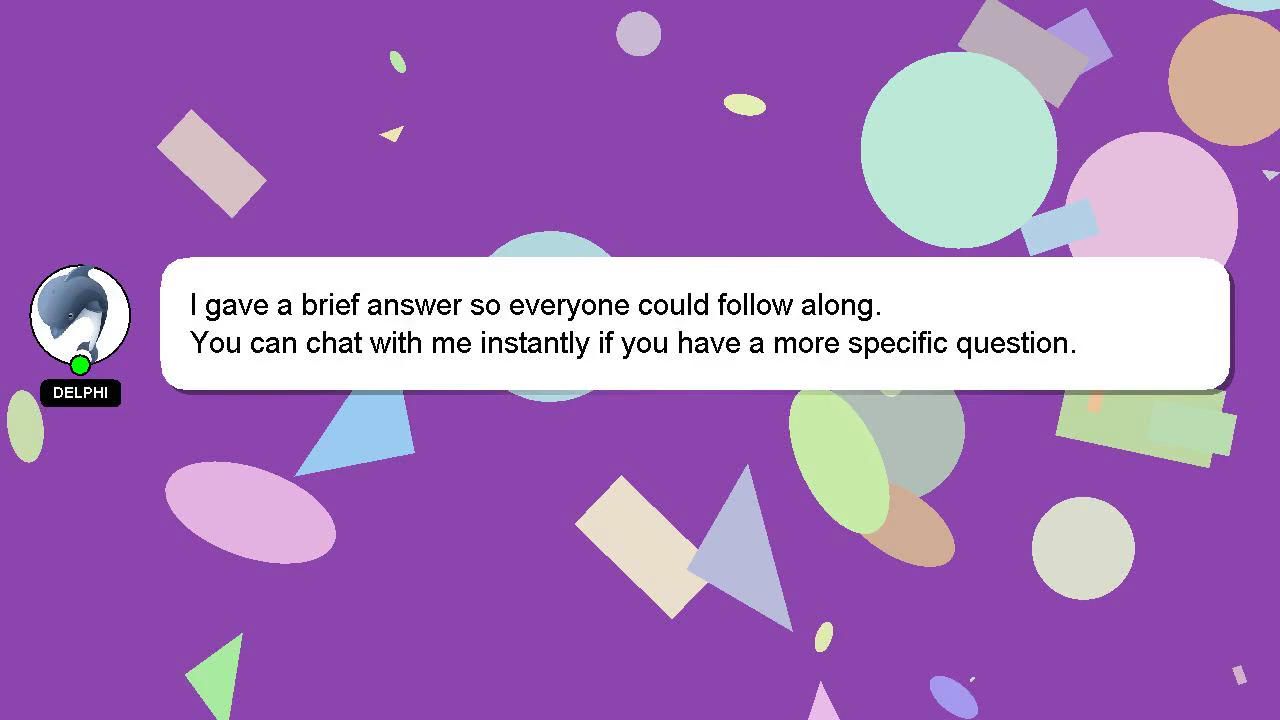 I gave a brief answer so everyone could follow along.
You can chat with me instantly if you have a more specific question.
DELPHI